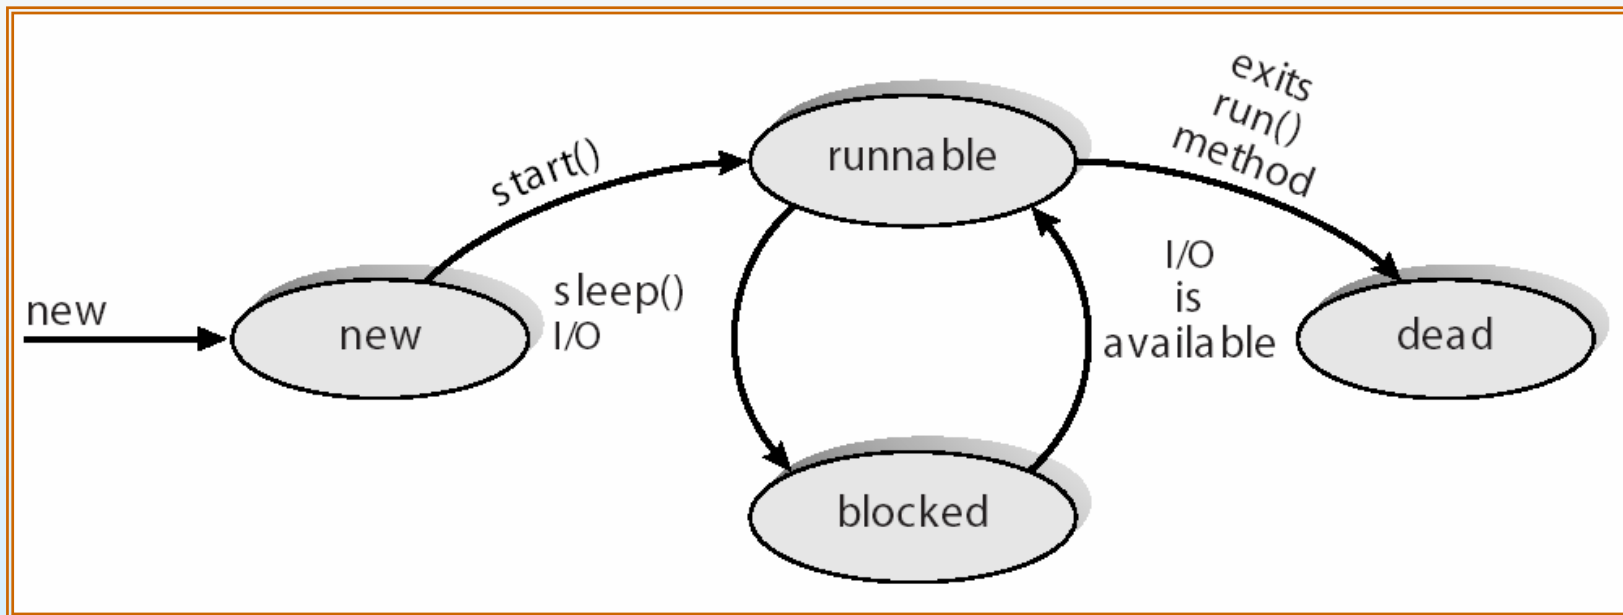 new
new
start()
sleep()
I/O
runnable
blocked
I/O
is
available
exits
run()
method
dead